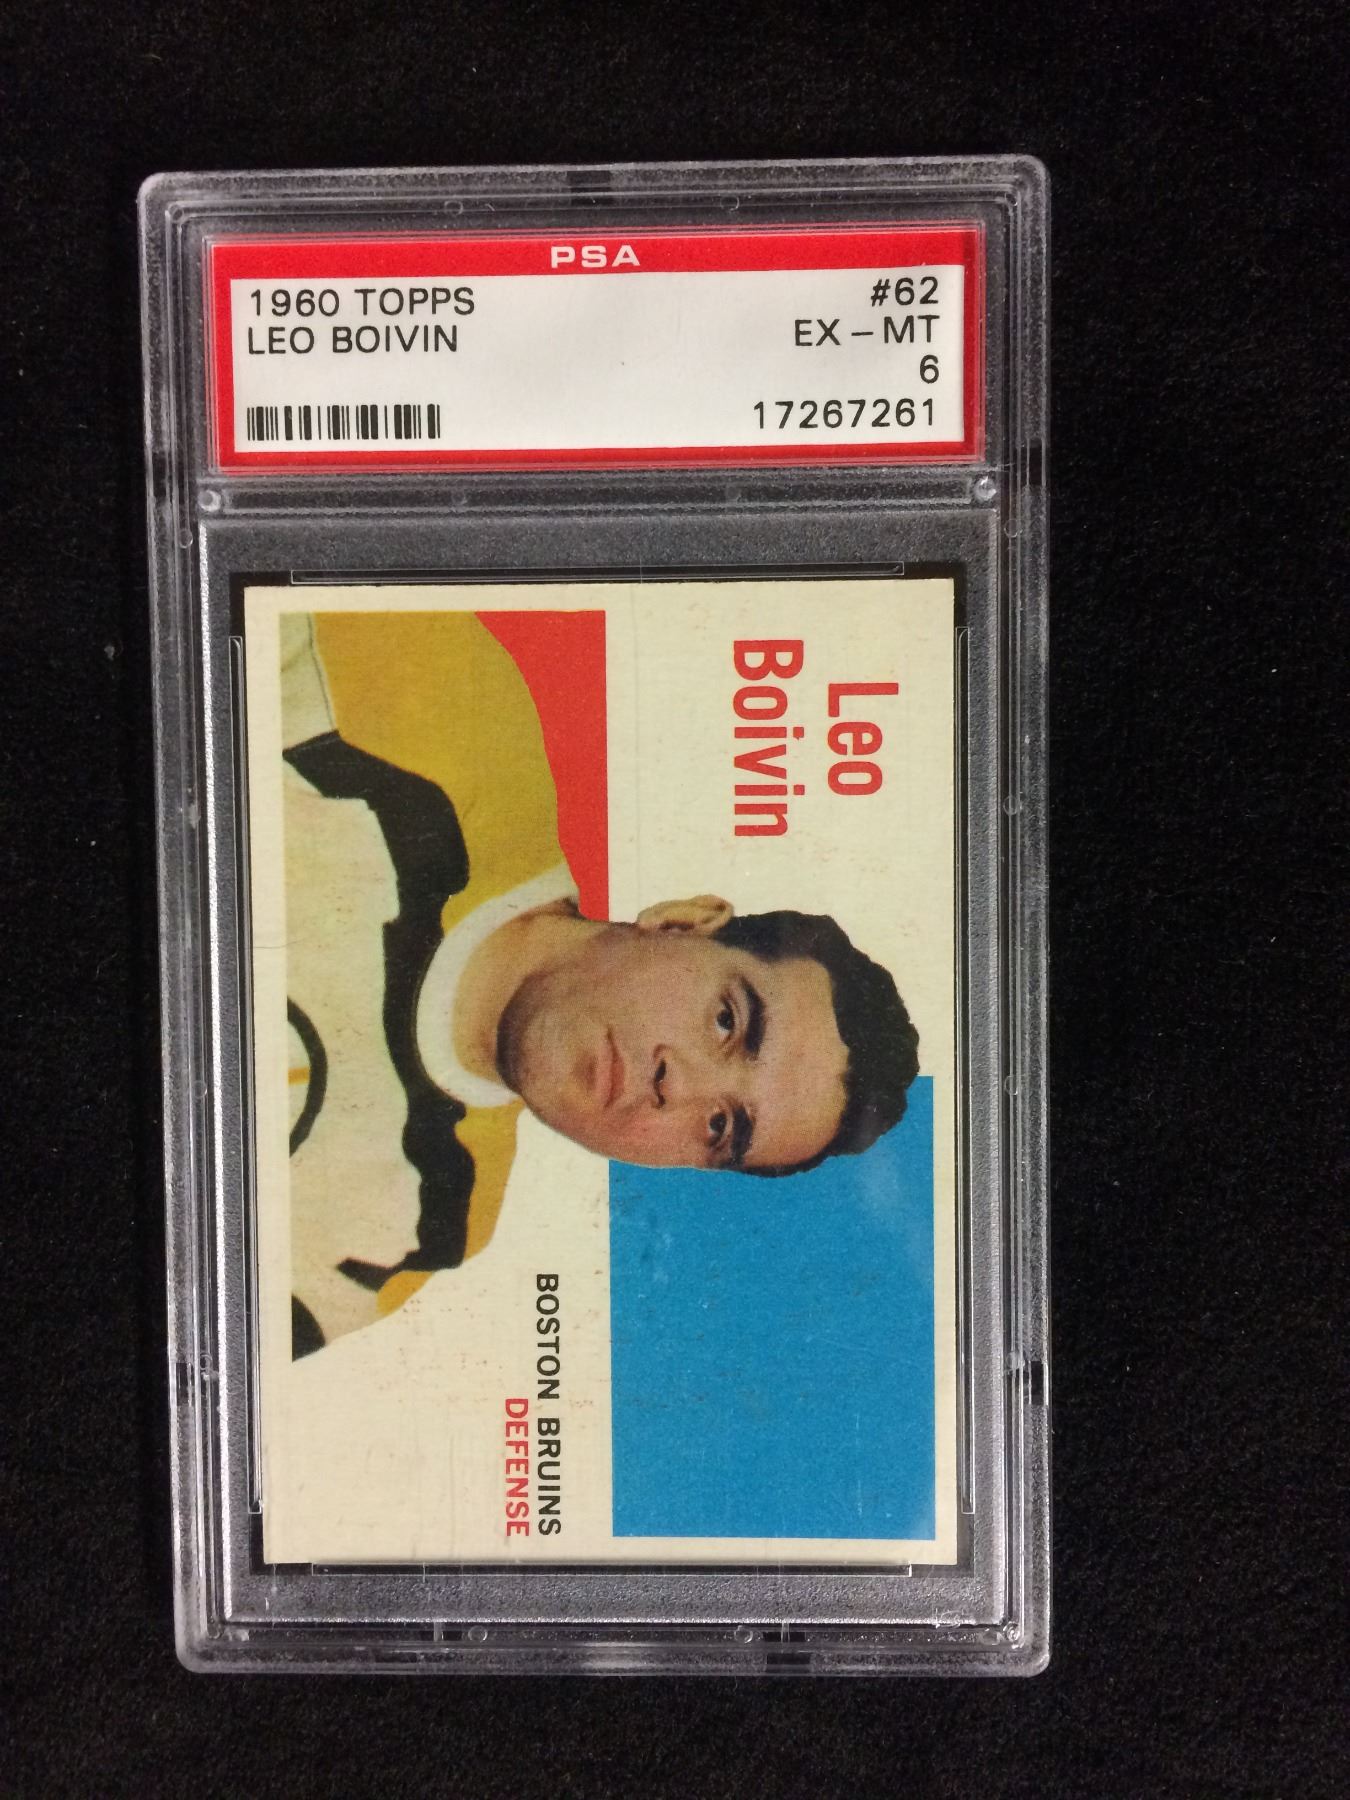 PSA
1960 TOPPS #62
LEO BOIVIN EX-MT
6
17267261
Leo
Boivin
BOSTON BRUINS
DEFENSE